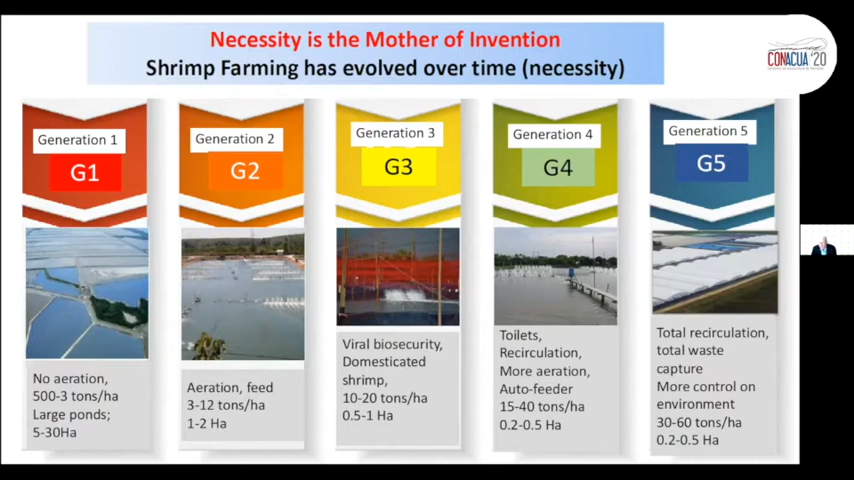 Necessity is the Mother of Invention
Shrimp Farming has evolved over time (necessity)
CONACUA '20
Generation 1
G1
No aeration,
500-3 tons/ha
Large ponds;
5-30Ha
Generation 2
G2
Aeration, feed
3-12 tons/ha
1-2 Ha
Generation 3
G3
Viral biosecurity,
Domesticated
shrimp,
10-20 tons/ha
0.5-1 Ha
Generation 4
G4
Toilets,
Recirculation,
More aeration,
Auto-feeder
15-40 tons/ha
0.2-0.5 Ha
Generation 5
G5
Total recirculation,
total waste
capture
More control on
environment
30-60 tons/ha
0.2-0.5 Ha